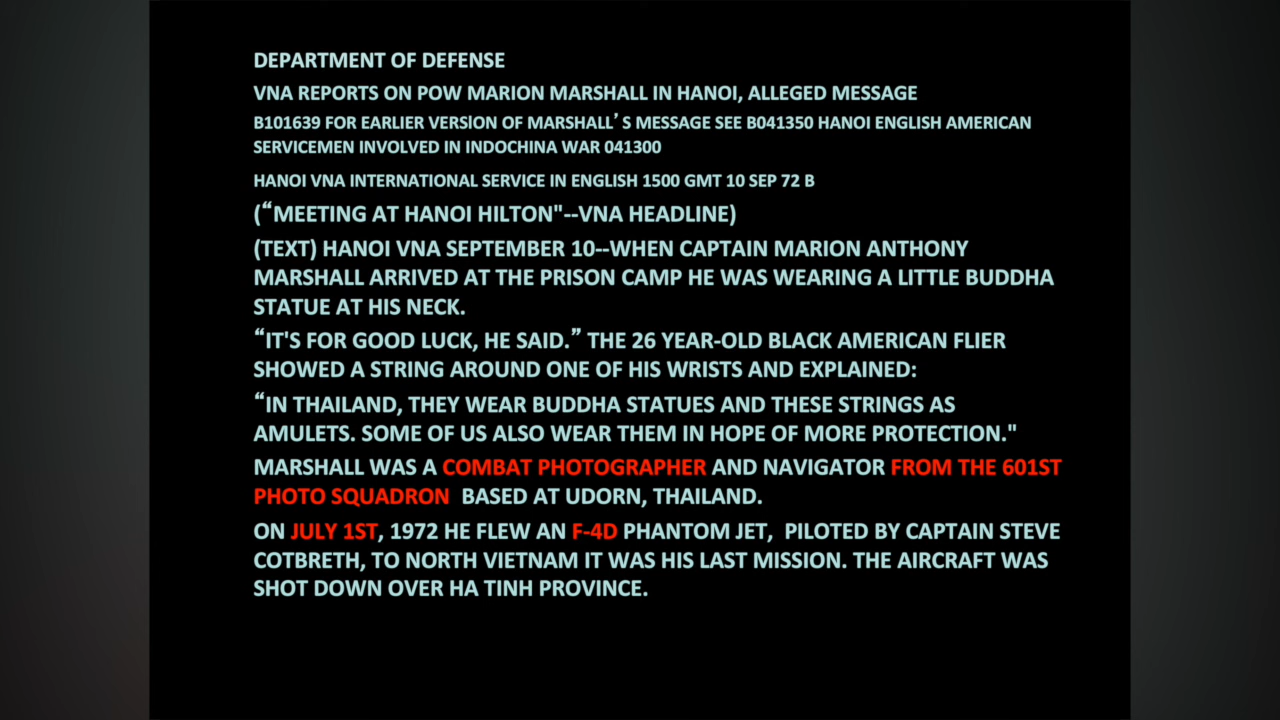 DEPARTMENT OF DEFENSE
VNA REPORTS ON POW MARION MARSHALL IN HANOI, ALLEGED MESSAGE
B101639 FOR EARLIER VERSION OF MARSHALL’S MESSAGE SEE B041350 HANOI ENGLISH AMERICAN
SERVICEMEN INVOLVED IN INDOCHINA WAR 041300
HANOI VNA INTERNATIONAL SERVICE IN ENGLISH 1500 GMT 10 SEP 72 B
(“MEETING AT HANOI HILTON"--VNA HEADLINE)
(TEXT) HANOI VNA SEPTEMBER 10--WHEN CAPTAIN MARION ANTHONY
MARSHALL ARRIVED AT THE PRISON CAMP HE WAS WEARING A LITTLE BUDDHA
STATUE AT HIS NECK.
“IT'S FOR GOOD LUCK, HE SAID.” THE 26 YEAR-OLD BLACK AMERICAN FLIER
SHOWED A STRING AROUND ONE OF HIS WRISTS AND EXPLAINED:
“IN THAILAND, THEY WEAR BUDDHA STATUES AND THESE STRINGS AS
AMULETS. SOME OF US ALSO WEAR THEM IN HOPE OF MORE PROTECTION."
MARSHALL WAS A COMBAT PHOTOGRAPHER AND NAVIGATOR FROM THE 601ST
PHOTO SQUADRON BASED AT UDORN, THAILAND.
ON JULY 1ST, 1972 HE FLEW AN F-4D PHANTOM JET, PILOTED BY CAPTAIN STEVE
COTBRETH, TO NORTH VIETNAM IT WAS HIS LAST MISSION. THE AIRCRAFT WAS
SHOT DOWN OVER HA TINH PROVINCE.